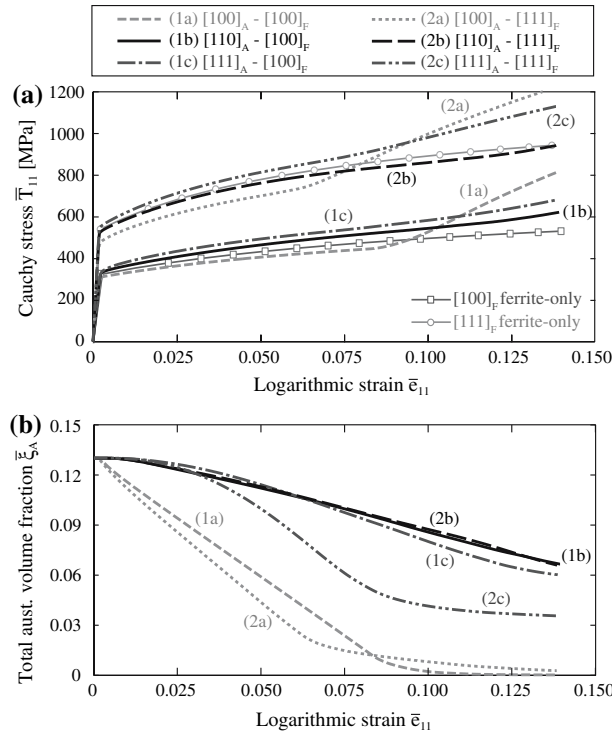 (1a) [100]A - [100]F
(2a) [100]A - [111]F
(1b) [110]A - [100]F
(2b) [110]A - [111]F
(1c) [111]A - [100]F
(2c) [111]A - [111]F
(a)
1200
1000
800
600
400
200
0
Cauchy stress T̅11 [MPa]
(2a)
(2c)
(2b)
(1a)
(1c)
(1b)
[100]F ferrite-only
[111]F ferrite-only
0
0.025
0.05
0.075
0.100
0.125
0.150
Logarithmic strain e̅11
(b)
0.15
0.12
0.09
0.06
0.03
0
Total aust. volume fraction ξ̅A
(1a)
(2a)
(2b)
(1b)
(1c)
(2c)
0
0.025
0.05
0.075
0.100
0.125
0.150
Logarithmic strain e̅11